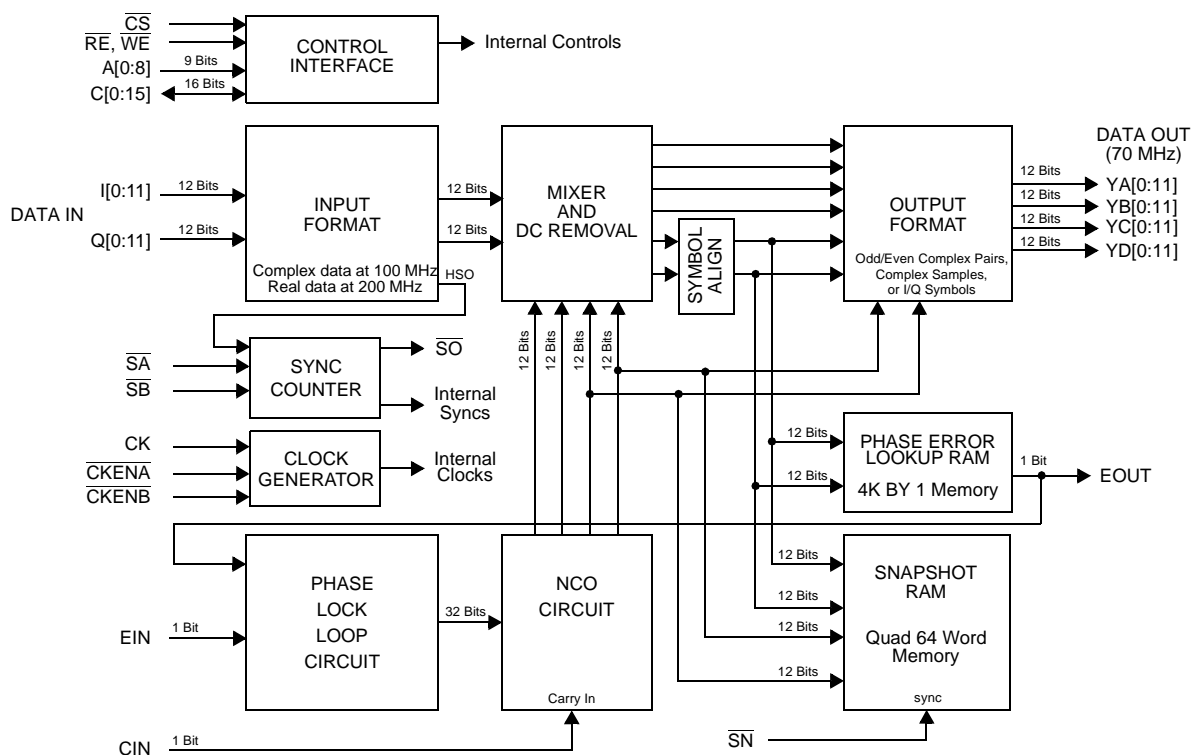 CS
RE, WE
A[0:8]
9 Bits
C[0:15]
16 Bits
CONTROL
INTERFACE
Internal Controls
DATA IN
I[0:11]
12 Bits
Q[0:11]
12 Bits
INPUT
FORMAT
Complex data at 100 MHz
Real data at 200 MHz
HSO
12 Bits
12 Bits
MIXER
AND
DC REMOVAL
SYMBOL
ALIGN
OUTPUT
FORMAT
Odd/Even Complex Pairs,
Complex Samples,
or I/Q Symbols
DATA OUT
(70 MHz)
12 Bits
YA[0:11]
12 Bits
YB[0:11]
12 Bits
YC[0:11]
12 Bits
YD[0:11]
SA
SB
SYNC
COUNTER
SO
Internal
Syncs
12 Bits
12 Bits
12 Bits
12 Bits
CK
CKENA
CKENB
CLOCK
GENERATOR
Internal
Clocks
12 Bits
12 Bits
PHASE ERROR
LOOKUP RAM
4K BY 1 Memory
1 Bit
EOUT
EIN
1 Bit
PHASE
LOCK
LOOP
CIRCUIT
32 Bits
NCO
CIRCUIT
Carry In
12 Bits
12 Bits
12 Bits
12 Bits
SNAPSHOT
RAM
Quad 64 Word
Memory
sync
CIN
1 Bit
SN